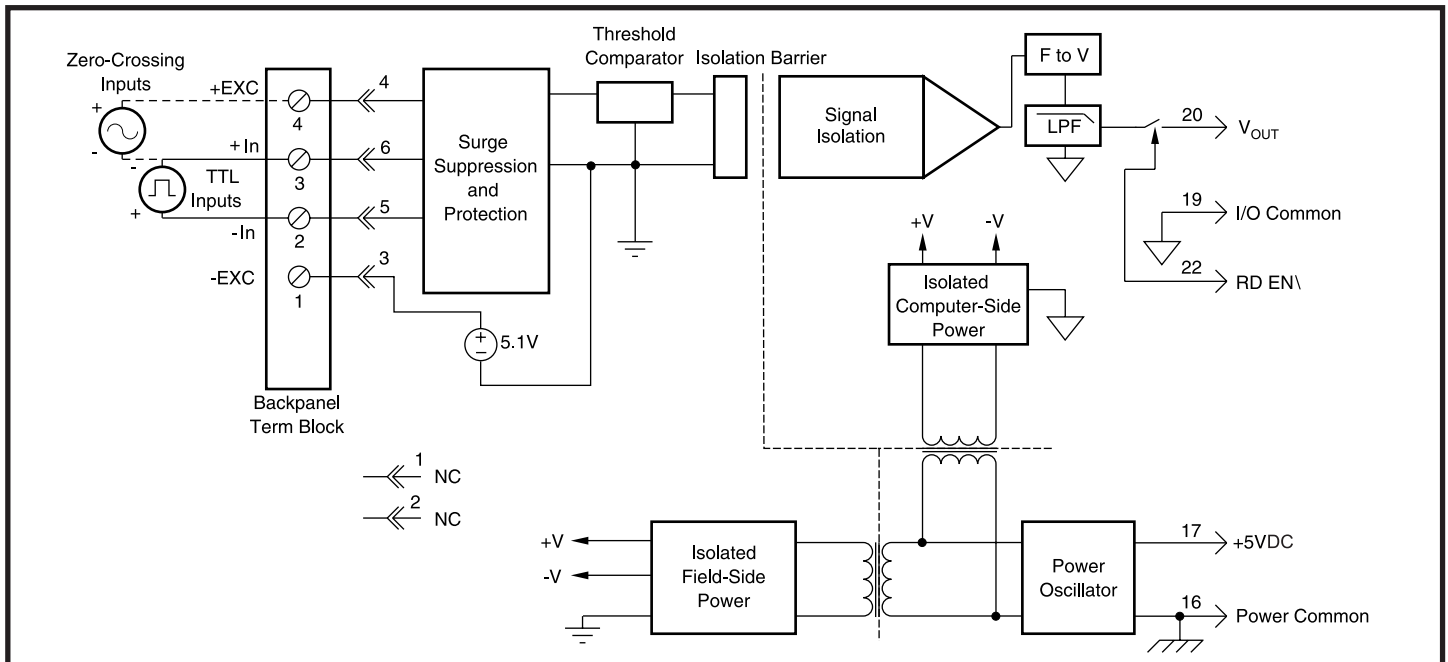 Zero-Crossing
Inputs
+
-
+EXC
4
4
+In
3
6
-
TTL
Inputs
+
-In
2
5
-EXC
1
3
Backpanel
Term Block
Surge
Suppression
and
Protection
+
−
5.1V
Threshold
Comparator
Isolation Barrier
Signal
Isolation
F to V
LPF
20
VOUT
19
I/O Common
22
RD EN\
+V
-V
Isolated
Computer-Side
Power
1
NC
2
NC
+V
-V
Isolated
Field-Side
Power
Power
Oscillator
17
+5VDC
16
Power Common